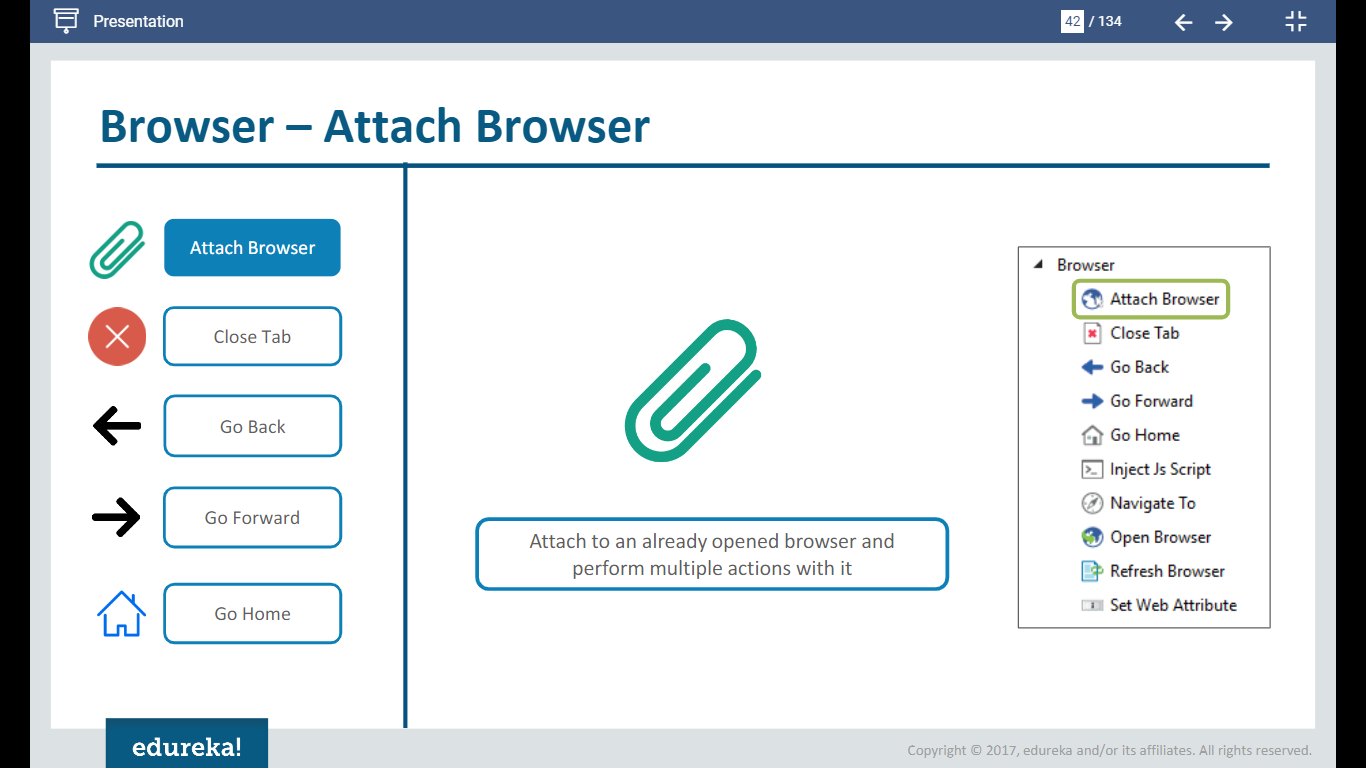 Presentation
42 / 134
Browser – Attach Browser
Attach Browser
Close Tab
Go Back
Go Forward
Go Home
Attach to an already opened browser and
perform multiple actions with it
Browser
Attach Browser
Close Tab
Go Back
Go Forward
Go Home
Inject Js Script
Navigate To
Open Browser
Refresh Browser
Set Web Attribute
edureka!
Copyright © 2017, edureka and/or its affiliates. All rights reserved.